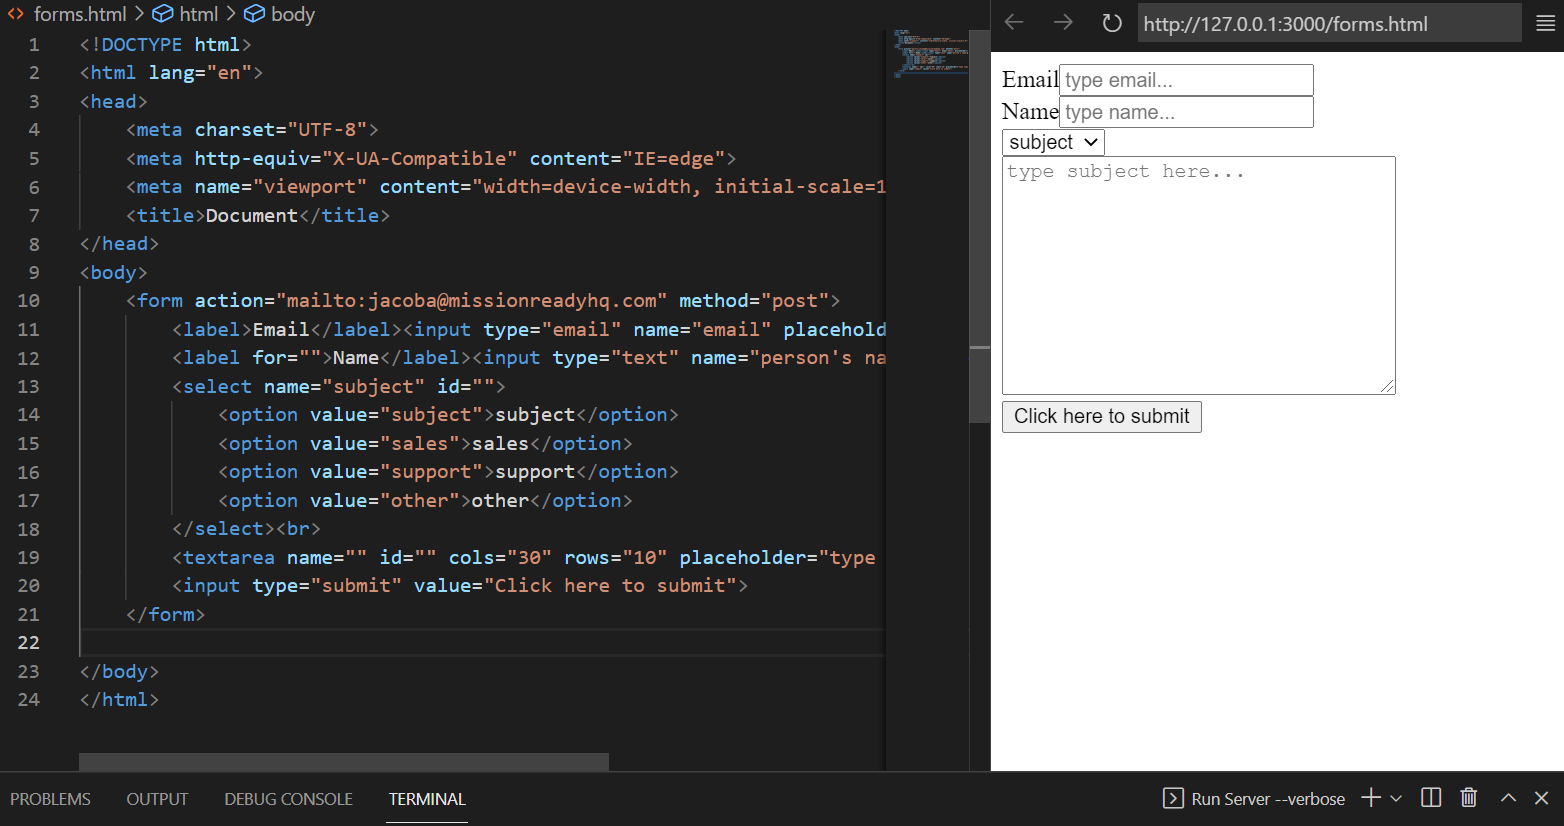 forms.html > html > body
1 <!DOCTYPE html>
2 <html lang="en">
3 <head>
4 <meta charset="UTF-8">
5 <meta http-equiv="X-UA-Compatible" content="IE=edge">
6 <meta name="viewport" content="width=device-width, initial-scale=1
7 <title>Document</title>
8 </head>
9 <body>
10 <form action="mailto:jacoba@missionreadyhq.com" method="post">
11 <label>Email</label><input type="email" name="email" placehold
12 <label for="">Name</label><input type="text" name="person's na
13 <select name="subject" id="">
14 <option value="subject">subject</option>
15 <option value="sales">sales</option>
16 <option value="support">support</option>
17 <option value="other">other</option>
18 </select><br>
19 <textarea name="" id="" cols="30" rows="10" placeholder="type
20 <input type="submit" value="Click here to submit">
21 </form>
22
23 </body>
24 </html>
http://127.0.0.1:3000/forms.html
Email type email...
Name type name...
subject
type subject here...
Click here to submit
PROBLEMS OUTPUT DEBUG CONSOLE TERMINAL Run Server --verbose